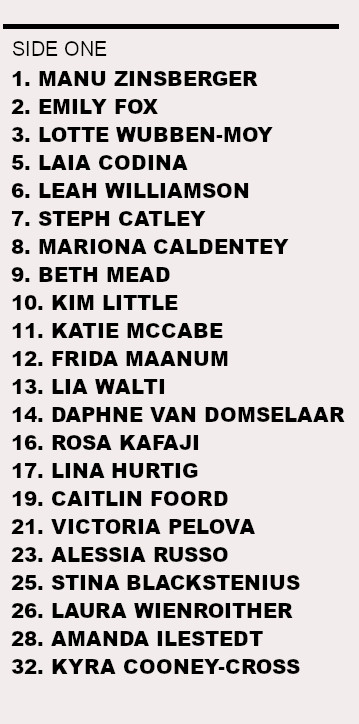 SIDE ONE
1. MANU ZINSBERGER
2. EMILY FOX
3. LOTTE WUBBEN-MOY
5. LAIA CODINA
6. LEAH WILLIAMSON
7. STEPH CATLEY
8. MARIONA CALDENTEY
9. BETH MEAD
10. KIM LITTLE
11. KATIE MCCABE
12. FRIDA MAANUM
13. LIA WALTI
14. DAPHNE VAN DOMSELAAR
16. ROSA KAFAJI
17. LINA HURTIG
19. CAITLIN FOORD
21. VICTORIA PELOVA
23. ALESSIA RUSSO
25. STINA BLACKSTENIUS
26. LAURA WIENROITHER
28. AMANDA ILESTEDT
32. KYRA COONEY-CROSS